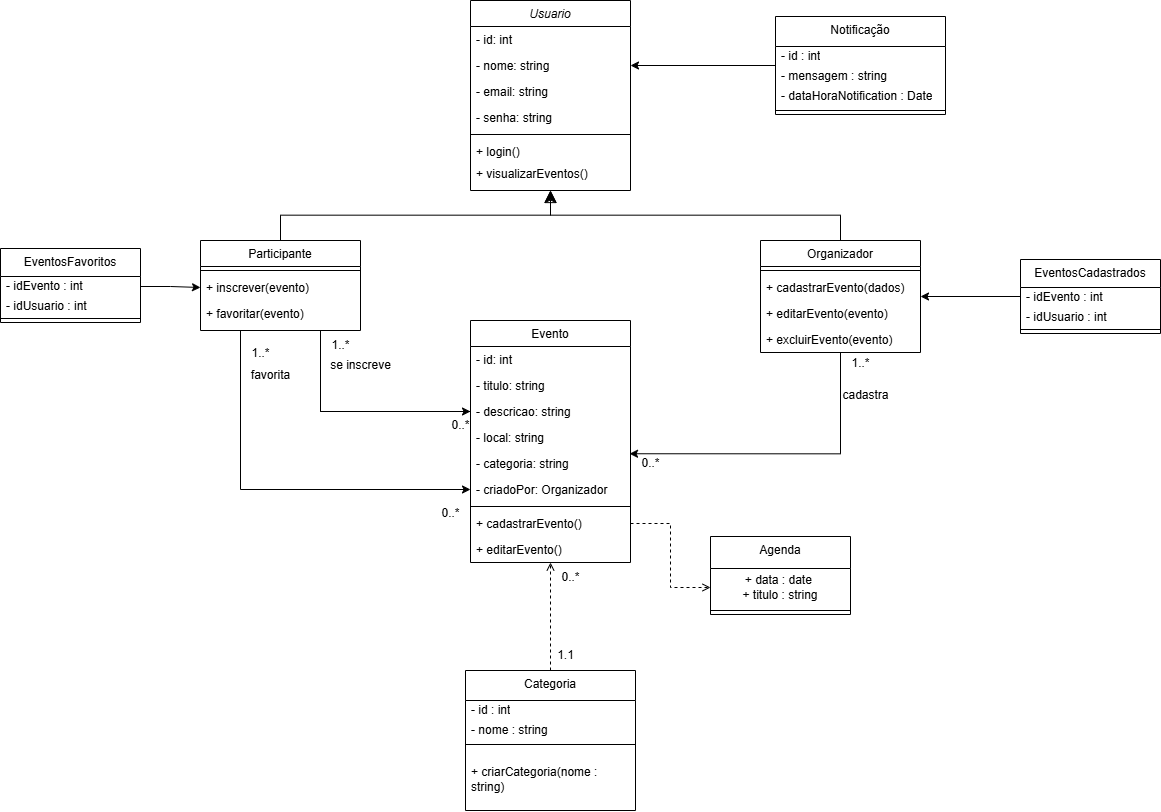 Usuario
- id: int
- nome: string
- email: string
- senha: string
+ login()
+ visualizarEventos()
Notificação
- id : int
- mensagem : string
- dataHoraNotification : Date
EventosFavoritos
- idEvento : int
- idUsuario : int
Participante
+ inscrever(evento)
+ favoritar(evento)
Organizador
+ cadastrarEvento(dados)
+ editarEvento(evento)
+ excluirEvento(evento)
EventosCadastrados
- idEvento : int
- idUsuario : int
1..*
favorita
1..*
se inscreve
1..*
cadastra
Evento
- id: int
- titulo: string
- descricao: string
- local: string
- categoria: string
- criadoPor: Organizador
+ cadastrarEvento()
+ editarEvento()
0..*
0..*
0..*
Agenda
+ data : date
+ titulo : string
0..*
1.1
Categoria
- id : int
- nome : string
+ criarCategoria(nome :
string)